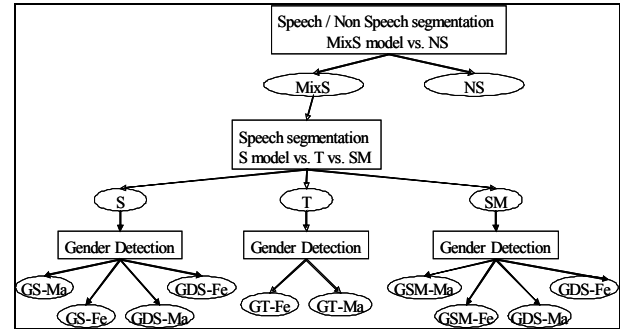 Speech / Non Speech segmentation
MixS model vs. NS
MixS
NS
Speech segmentation
S model vs. T vs. SM
S
T
SM
Gender Detection
Gender Detection
Gender Detection
GS-Ma
GDS-Fe
GS-Fe
GDS-Ma
GT-Fe
GT-Ma
GSM-Ma
GDS-Fe
GSM-Fe
GDS-Ma